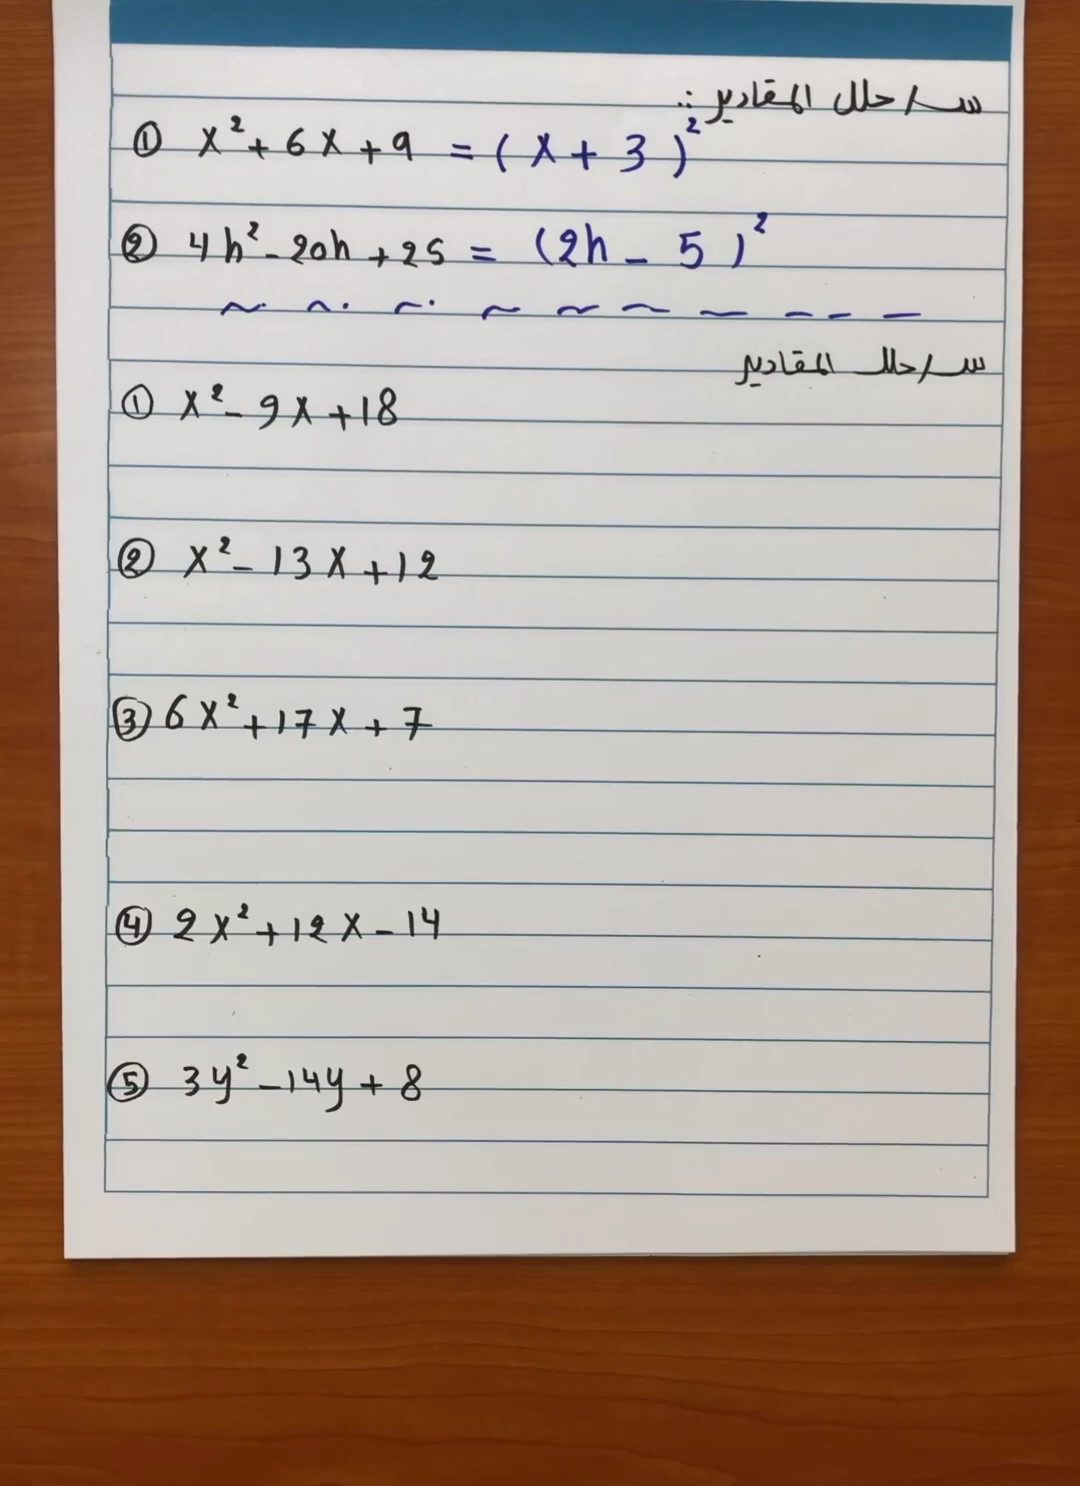 س/ حلل المقادير :.
① x² + 6x + 9 = (x + 3)²
② 4h² - 20h + 25 = (2h - 5)²
س/ حلل المقادير
① x² - 9x + 18
② x² - 13x + 12
③ 6x² + 17x + 7
④ 2x² + 12x - 14
⑤ 3y² - 14y + 8